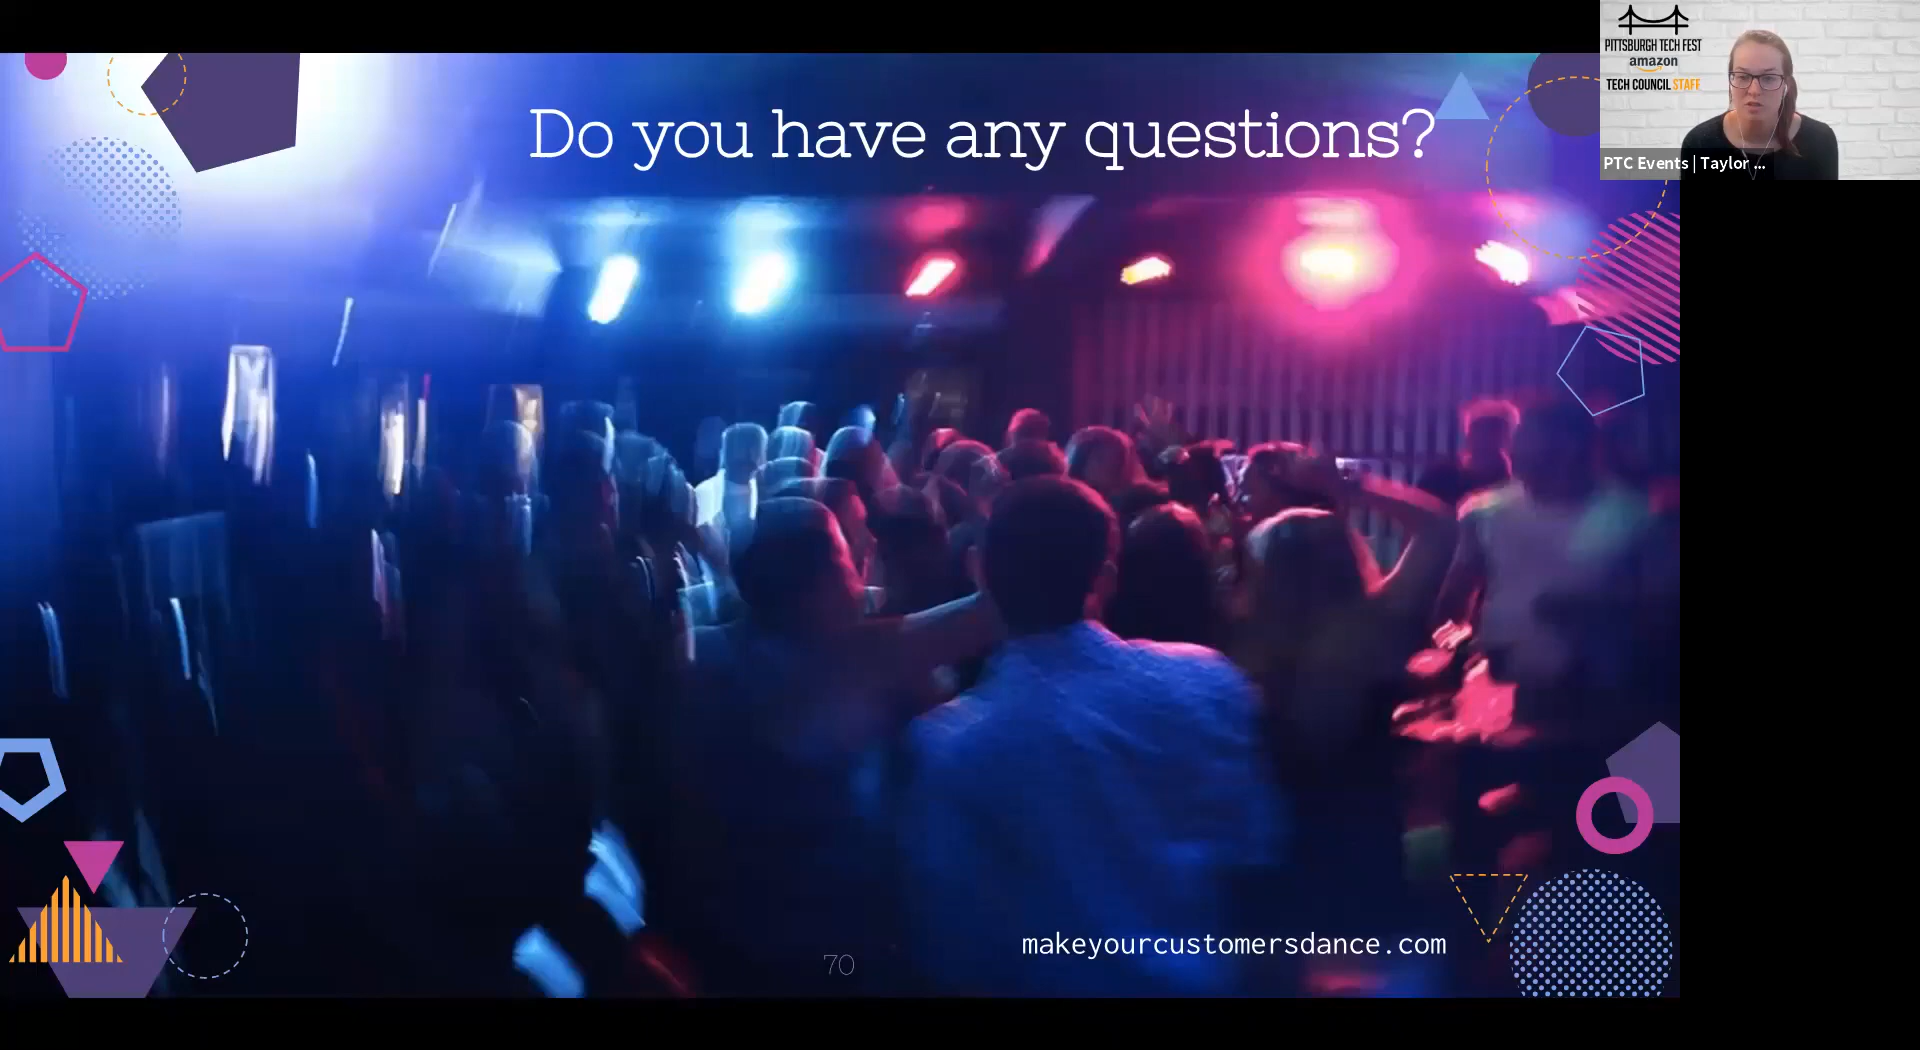 Do you have any questions?
PITTSBURGH TECH FEST
amazon
TECH COUNCIL STAFF
PTC Events | Taylor ...
makeyourcustomersdance.com
70